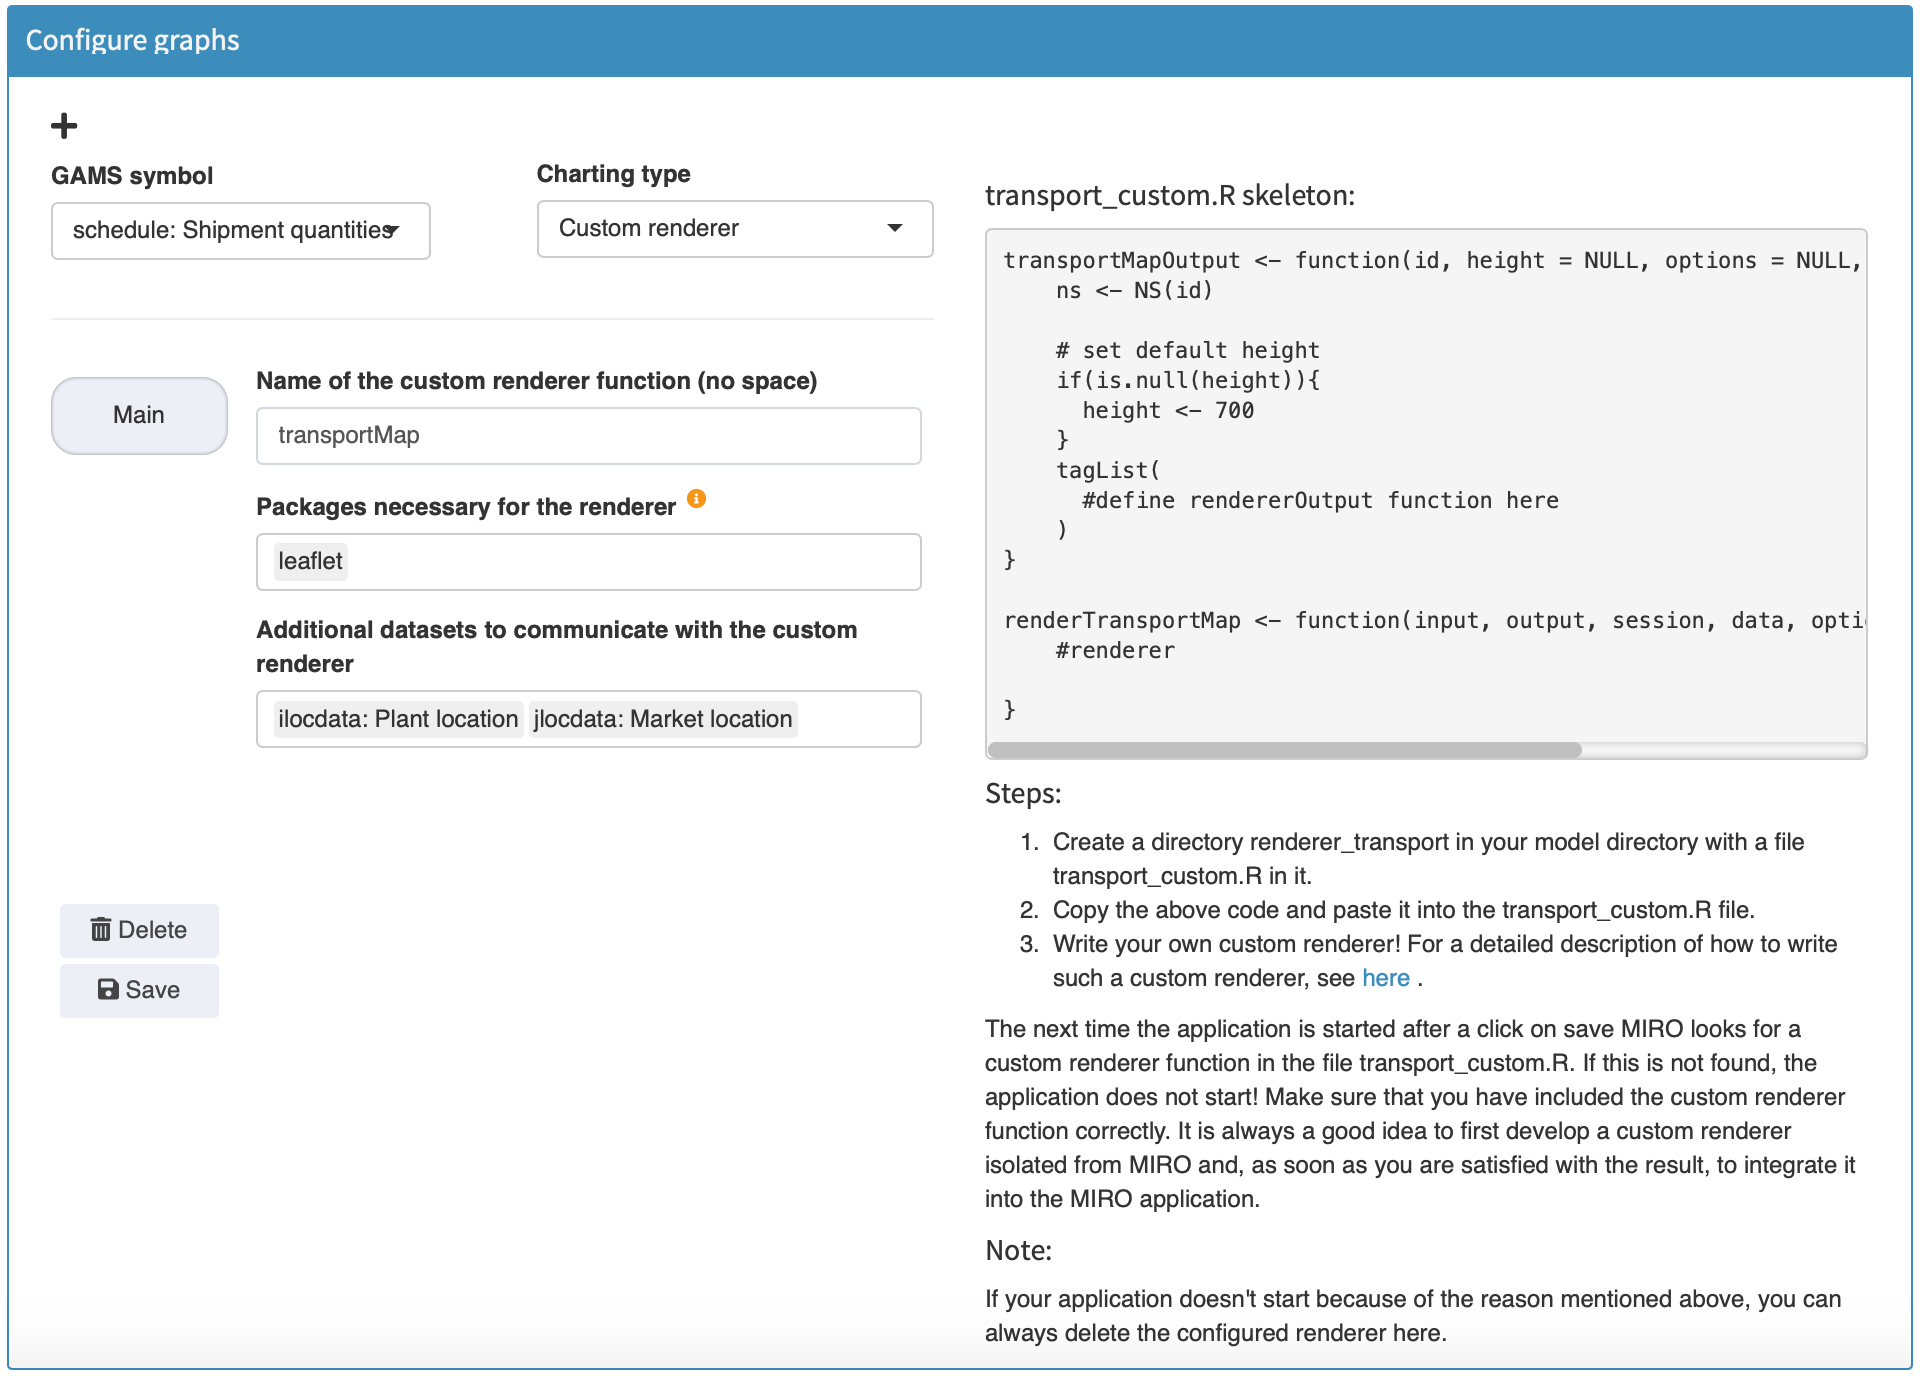 Configure graphs
GAMS symbol
schedule: Shipment quantities
Charting type
Custom renderer
Main
Name of the custom renderer function (no space)
transportMap
Packages necessary for the renderer
leaflet
Additional datasets to communicate with the custom
renderer
ilocdata: Plant location jlocdata: Market location
Delete
Save
transport_custom.R skeleton:
transportMapOutput <- function(id, height = NULL, options = NULL,
    ns <- NS(id)
    # set default height
    if(is.null(height)){
      height <- 700
    }
    tagList(
      #define rendererOutput function here
    )
}
renderTransportMap <- function(input, output, session, data, opti
    #renderer
}
Steps:
1. Create a directory renderer_transport in your model directory with a file
transport_custom.R in it.
2. Copy the above code and paste it into the transport_custom.R file.
3. Write your own custom renderer! For a detailed description of how to write
such a custom renderer, see here .
The next time the application is started after a click on save MIRO looks for a
custom renderer function in the file transport_custom.R. If this is not found, the
application does not start! Make sure that you have included the custom renderer
function correctly. It is always a good idea to first develop a custom renderer
isolated from MIRO and, as soon as you are satisfied with the result, to integrate it
into the MIRO application.
Note:
If your application doesn't start because of the reason mentioned above, you can
always delete the configured renderer here.